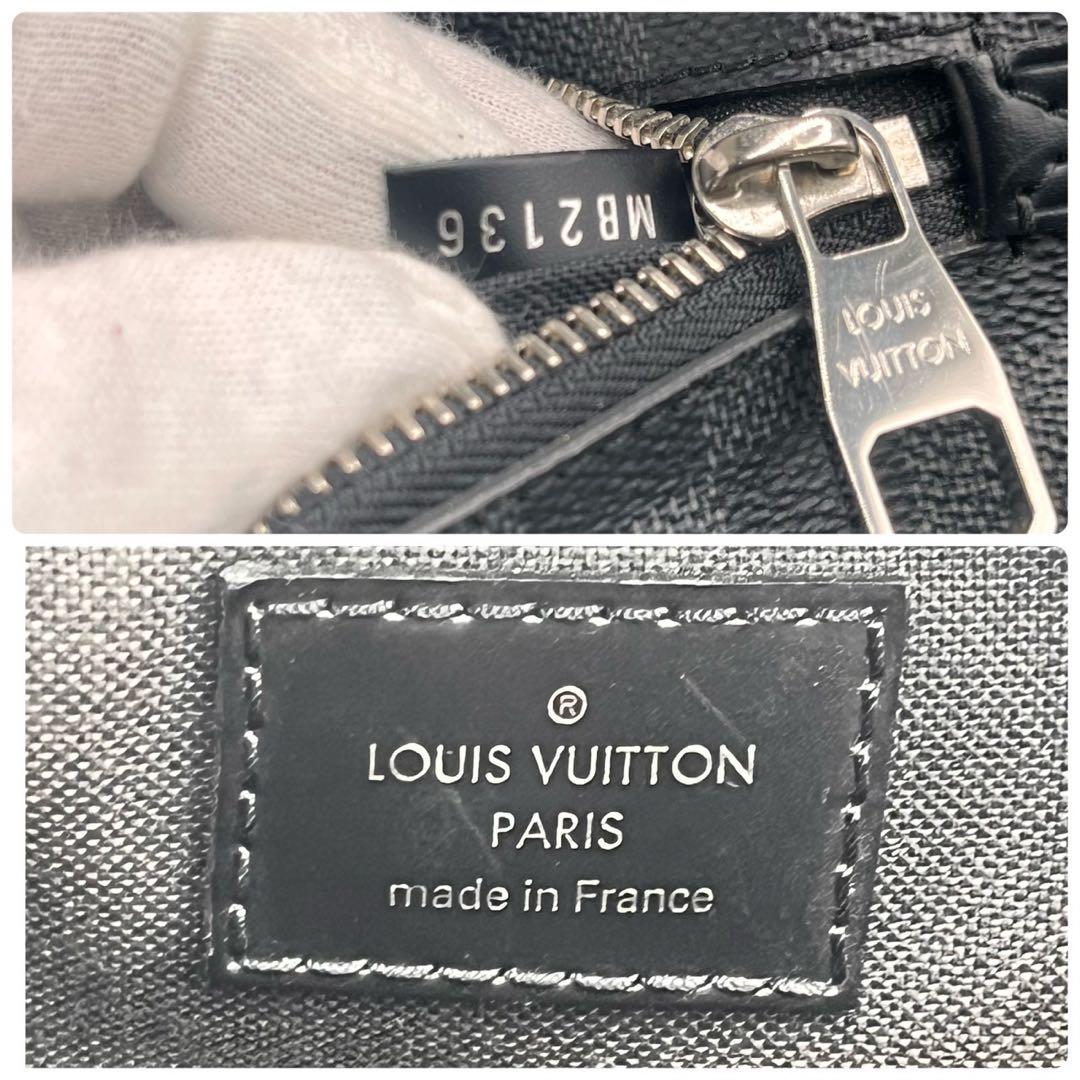 MB2136
LOUIS
VUITTON
®
LOUIS VUITTON
PARIS
made in France